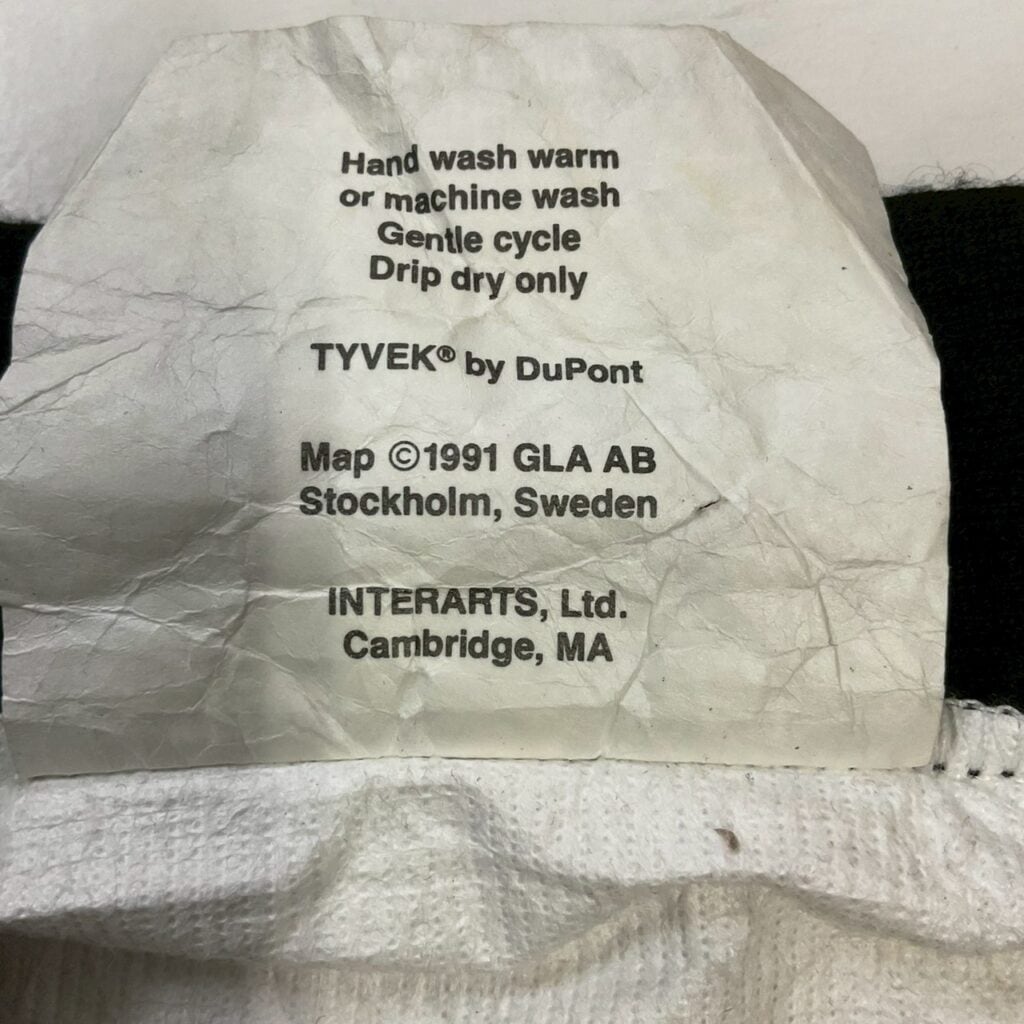 Hand wash warm
or machine wash
Gentle cycle
Drip dry only
TYVEK® by DuPont
Map ©1991 GLA AB
Stockholm, Sweden
INTERARTS, Ltd.
Cambridge, MA